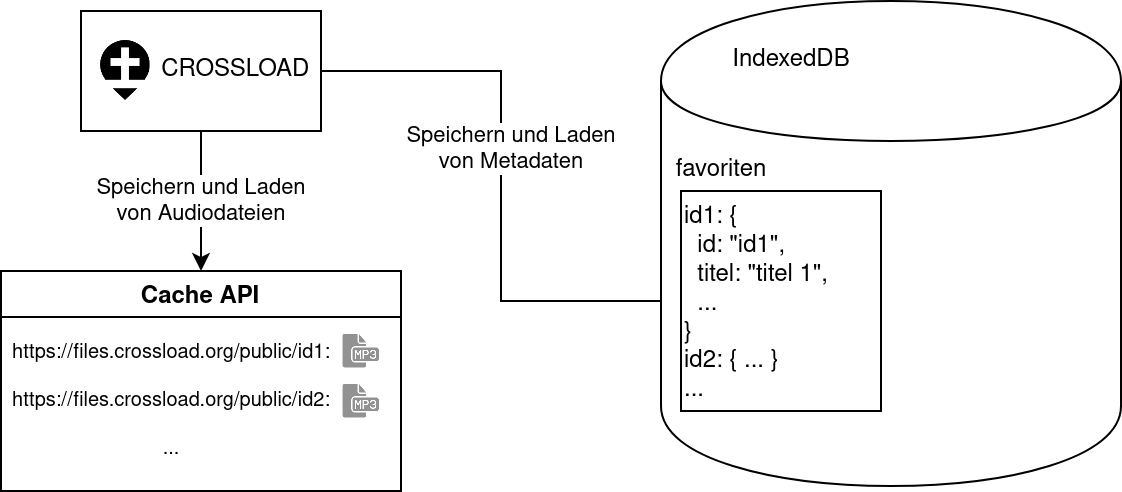 CROSSLOAD
Speichern und Laden
von Audiodateien
Cache API
https://files.crossload.org/public/id1:
MP3
https://files.crossload.org/public/id2:
MP3
...
Speichern und Laden
von Metadaten
IndexedDB
favoriten
id1: {
id: "id1",
titel: "titel 1",
...
}
id2: { ... }
...